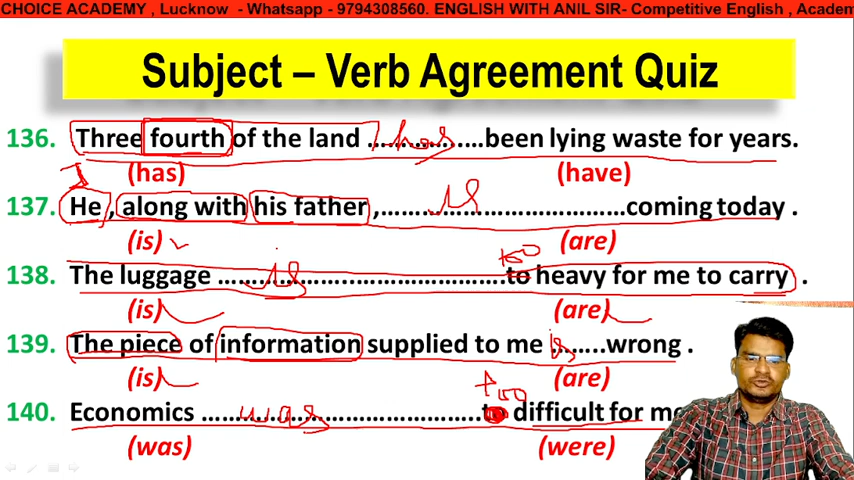 CHOICE ACADEMY , Lucknow - Whatsapp - 9794308560. ENGLISH WITH ANIL SIR- Competitive English , Academ
Subject – Verb Agreement Quiz
136. Three fourth of the land ....has....been lying waste for years.
(has) (have)
137. He , along with his father ,....is....coming today .
(is) (are)
too
138. The luggage ....is....to heavy for me to carry .
(is) (are)
139. The piece of information supplied to me is wrong .
(is) (are)
too
140. Economics ....was....to difficult for me
(was) (were)